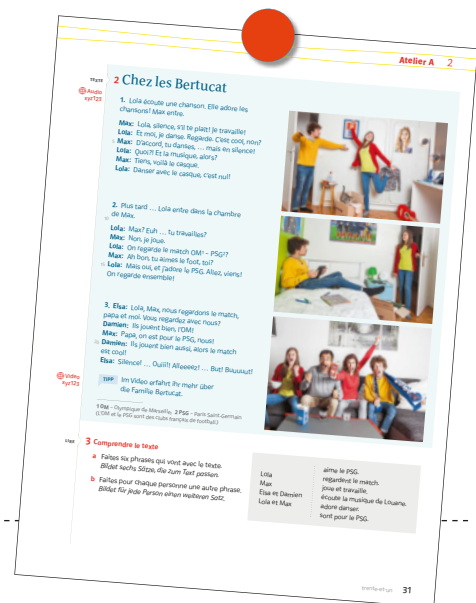 Atelier A 2
TEXTE
2 Chez les Bertucat
Audio
xyz123
1. Lola écoute une chanson. Elle adore les
chansons! Max entre.
Max: Lola, silence, s'il te plaît! Je travaille!
Lola: Et moi, je danse. Regarde. C'est cool, non?
5 Max: D'accord, tu danses, … mais en silence!
Lola: Quoi?! Et la musique, alors?
Max: Tiens, voilà le casque.
Lola: Danser avec le casque, c'est nul!
2. Plus tard … Lola entre dans la chambre
10 de Max.
Lola: Max? Euh … tu travailles?
Max: Non, je joue.
Lola: On regarde le match OM¹ – PSG²?
Max: Ah bon, tu aimes le foot, toi?
15 Lola: Mais oui, et j'adore le PSG. Allez, viens!
On regarde ensemble!
3. Elsa: Lola, Max, nous regardons le match,
papa et moi. Vous regardez avec nous?
Damien: Ils jouent bien, l'OM!
Max: Papa, on est pour le PSG, nous!
20 Damien: Ils jouent bien aussi, alors le match
est cool!
Elsa: Silence! … Ouiii!! Alleeeez! … But! Buuuuut!
Video
xyz123
TIPP
Im Video erfahrt ihr mehr über
die Familie Bertucat.
1 OM – Olympique de Marseille 2 PSG – Paris Saint-Germain
(L'OM et le PSG sont des clubs français de football.)
3 Comprendre le texte
a Faites six phrases qui vont avec le texte.
Bildet sechs Sätze, die zum Text passen.
b Faites pour chaque personne une autre phrase.
Bildet für jede Person einen weiteren Satz.
Lola
Max
Elsa et Damien
Lola et Max
aime le PSG.
regardent le match.
joue et travaille.
écoute la musique de Louane.
adore danser.
sont pour le PSG.
trente-et-un 31